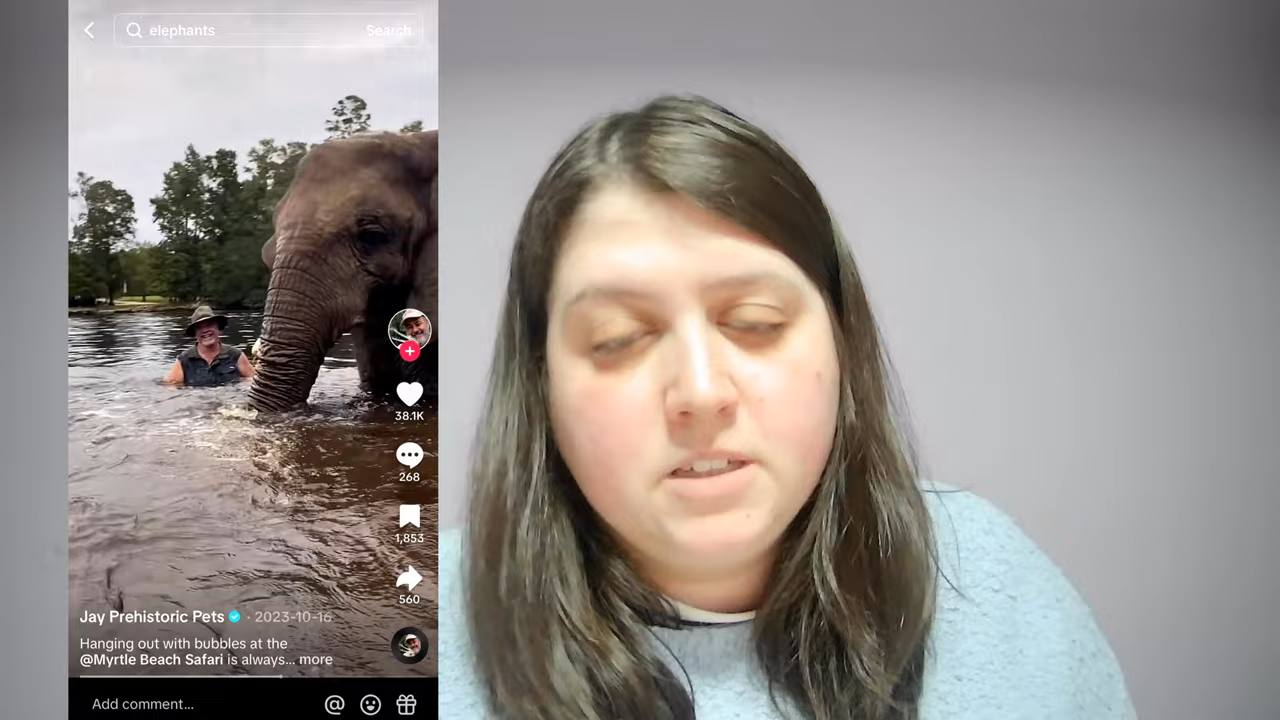 elephants
Search
38.1K
268
1,853
560
Jay Prehistoric Pets · 2023-10-16
Hanging out with bubbles at the
@Myrtle Beach Safari is always... more
Add comment...
@